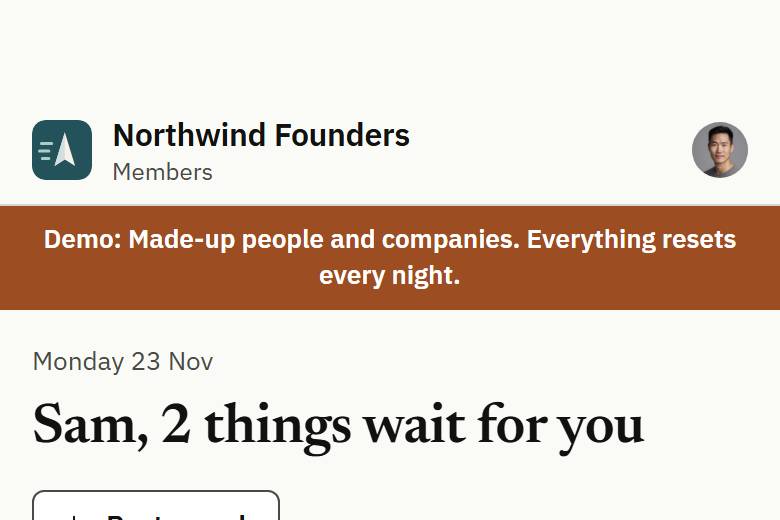 Northwind Founders
Members
Demo: Made-up people and companies. Everything resets
every night.
Monday 23 Nov
Sam, 2 things wait for you